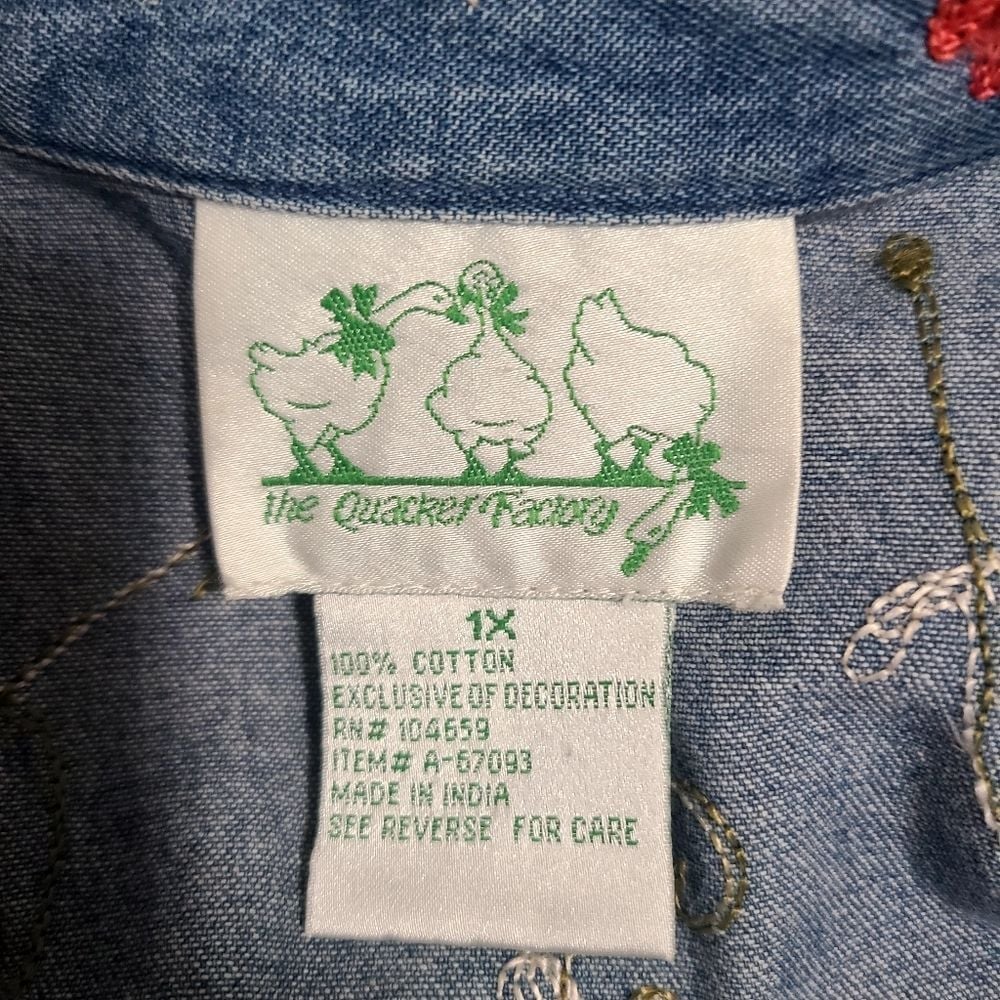 the Quacker Factory
1X
100% COTTON
EXCLUSIVE OF DECORATION
RN# 104659
ITEM# A-67093
MADE IN INDIA
SEE REVERSE FOR CARE